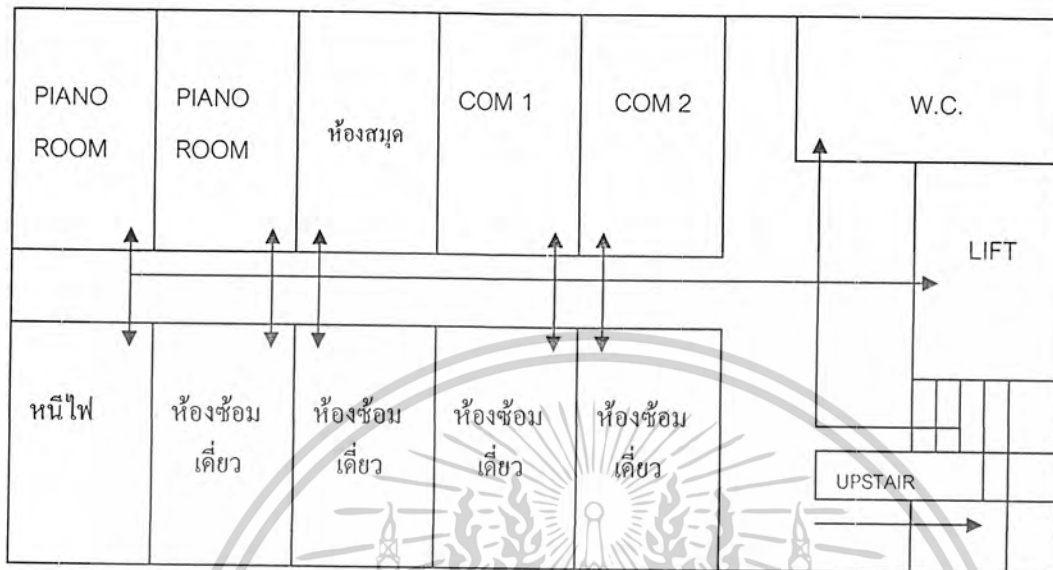 PIANO
ROOM
PIANO
ROOM
ห้องสมุด
COM 1
COM 2
W.C.
LIFT
หนีไฟ
ห้องซ้อม
เดี่ยว
ห้องซ้อม
เดี่ยว
ห้องซ้อม
เดี่ยว
ห้องซ้อม
เดี่ยว
UPSTAIR